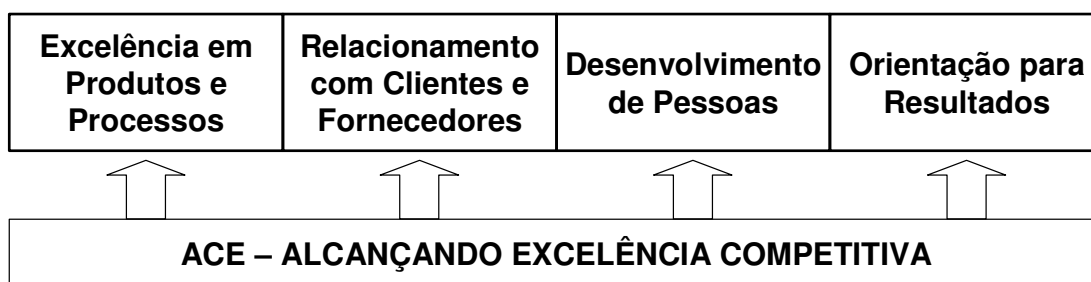 Excelência em
Produtos e
Processos
Relacionamento
com Clientes e
Fornecedores
Desenvolvimento
de Pessoas
Orientação para
Resultados
ACE – ALCANÇANDO EXCELÊNCIA COMPETITIVA